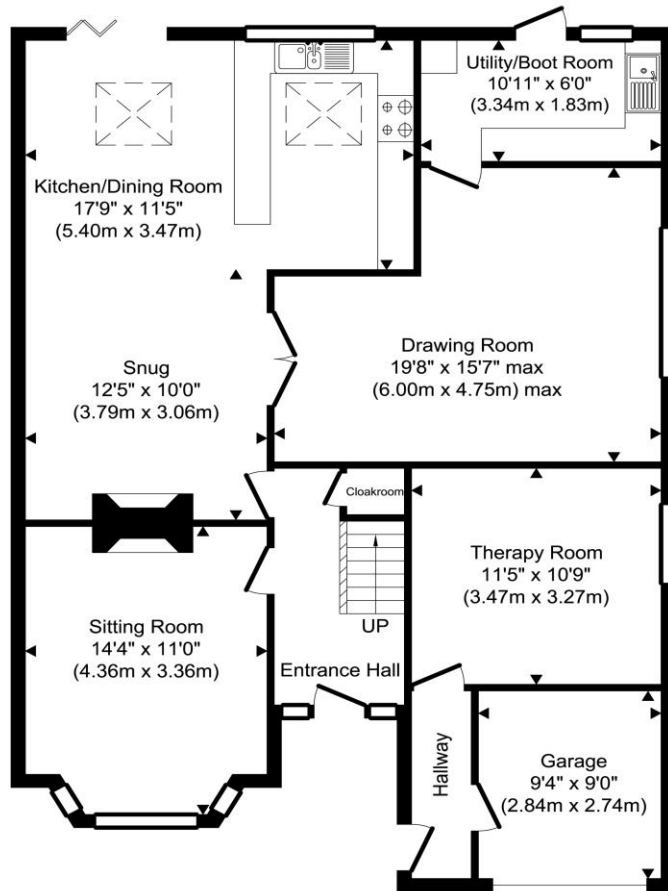 Utility/Boot Room
10'11" x 6'0"
(3.34m x 1.83m)
Kitchen/Dining Room
17'9" x 11'5"
(5.40m x 3.47m)
Drawing Room
19'8" x 15'7" max
(6.00m x 4.75m) max
Snug
12'5" x 10'0"
(3.79m x 3.06m)
Cloakroom
Therapy Room
11'5" x 10'9"
(3.47m x 3.27m)
UP
Sitting Room
14'4" x 11'0"
(4.36m x 3.36m)
Entrance Hall
Hallway
Garage
9'4" x 9'0"
(2.84m x 2.74m)